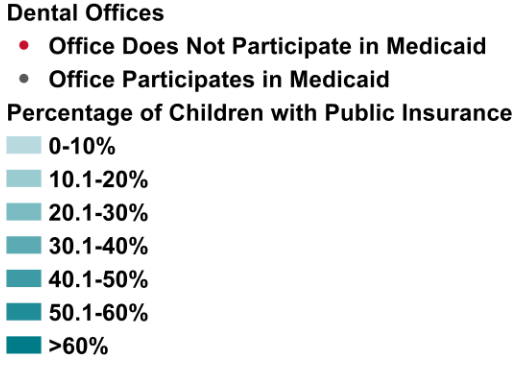 Dental Offices
Office Does Not Participate in Medicaid
Office Participates in Medicaid
Percentage of Children with Public Insurance
0-10%
10.1-20%
20.1-30%
30.1-40%
40.1-50%
50.1-60%
>60%